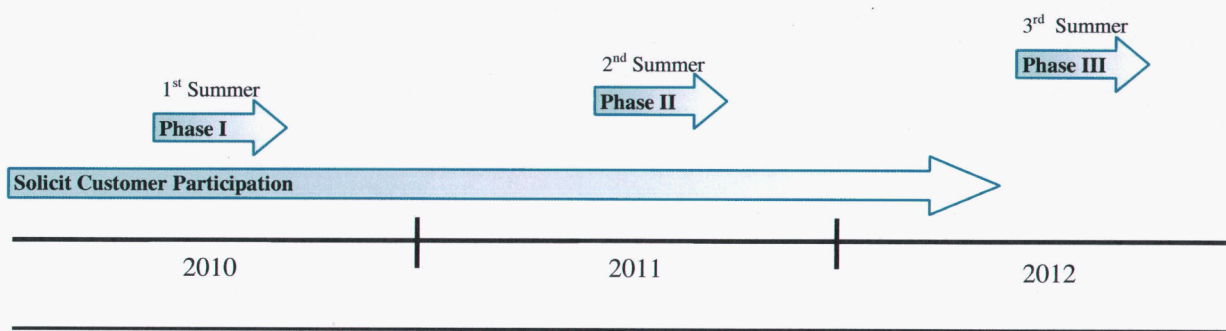 3rd Summer
Phase III
2nd Summer
Phase II
1st Summer
Phase I
Solicit Customer Participation
2010
2011
2012